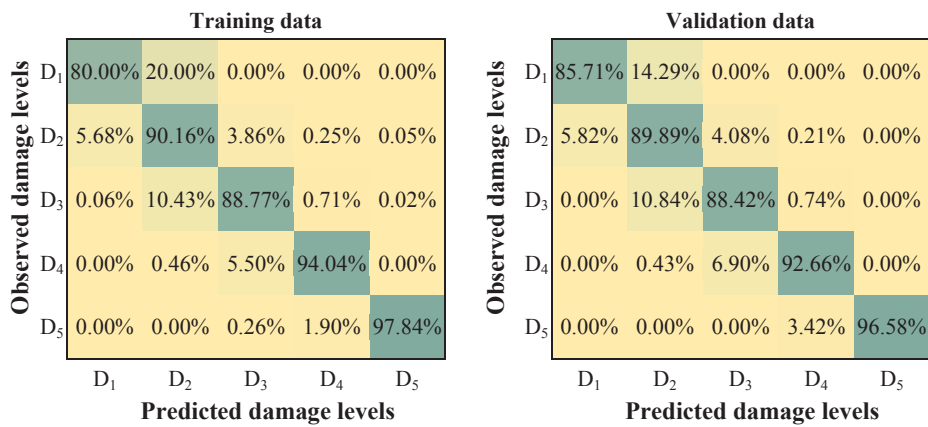 Training data
Observed damage levels
D₁ 80.00% 20.00% 0.00% 0.00% 0.00%
D₂ 5.68% 90.16% 3.86% 0.25% 0.05%
D₃ 0.06% 10.43% 88.77% 0.71% 0.02%
D₄ 0.00% 0.46% 5.50% 94.04% 0.00%
D₅ 0.00% 0.00% 0.26% 1.90% 97.84%
D₁ D₂ D₃ D₄ D₅
Predicted damage levels
Validation data
Observed damage levels
D₁ 85.71% 14.29% 0.00% 0.00% 0.00%
D₂ 5.82% 89.89% 4.08% 0.21% 0.00%
D₃ 0.00% 10.84% 88.42% 0.74% 0.00%
D₄ 0.00% 0.43% 6.90% 92.66% 0.00%
D₅ 0.00% 0.00% 0.00% 3.42% 96.58%
D₁ D₂ D₃ D₄ D₅
Predicted damage levels